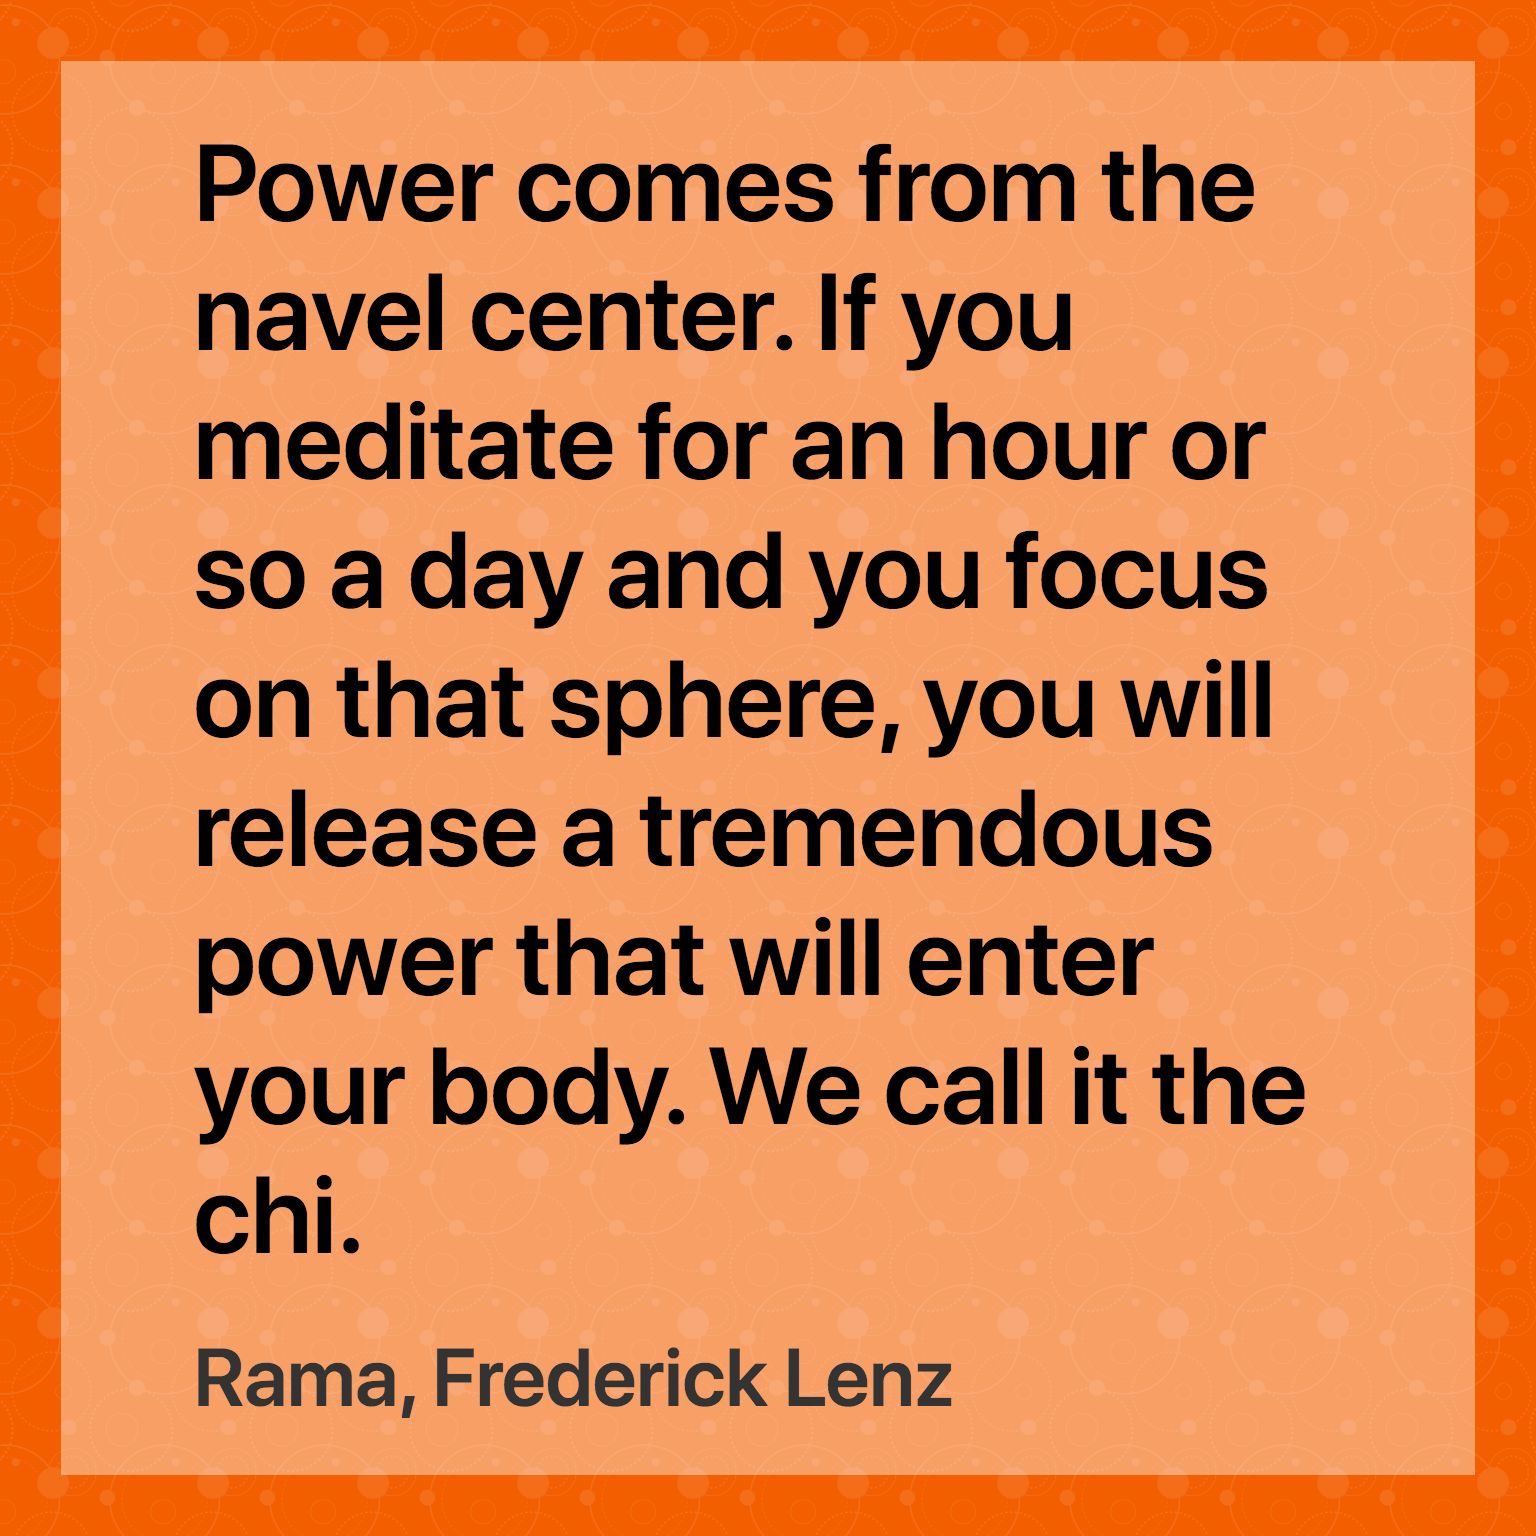 Power comes from the
navel center. If you
meditate for an hour or
so a day and you focus
on that sphere, you will
release a tremendous
power that will enter
your body. We call it the
chi.
Rama, Frederick Lenz